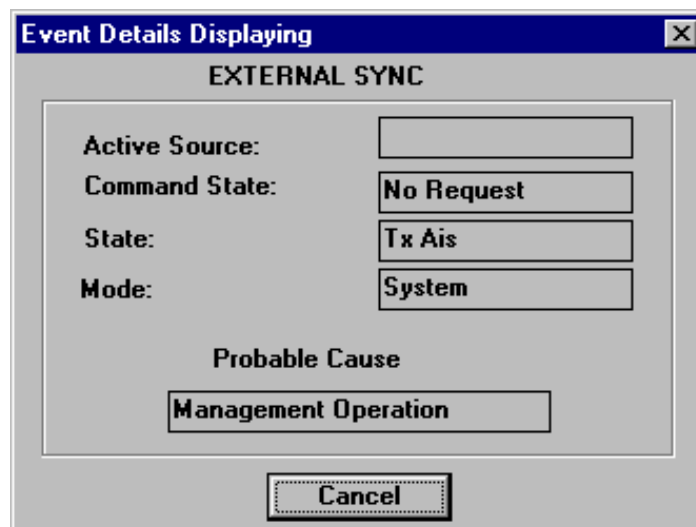 Event Details Displaying
EXTERNAL SYNC
Active Source:
Command State: No Request
State: Tx Ais
Mode: System
Probable Cause
Management Operation
Cancel